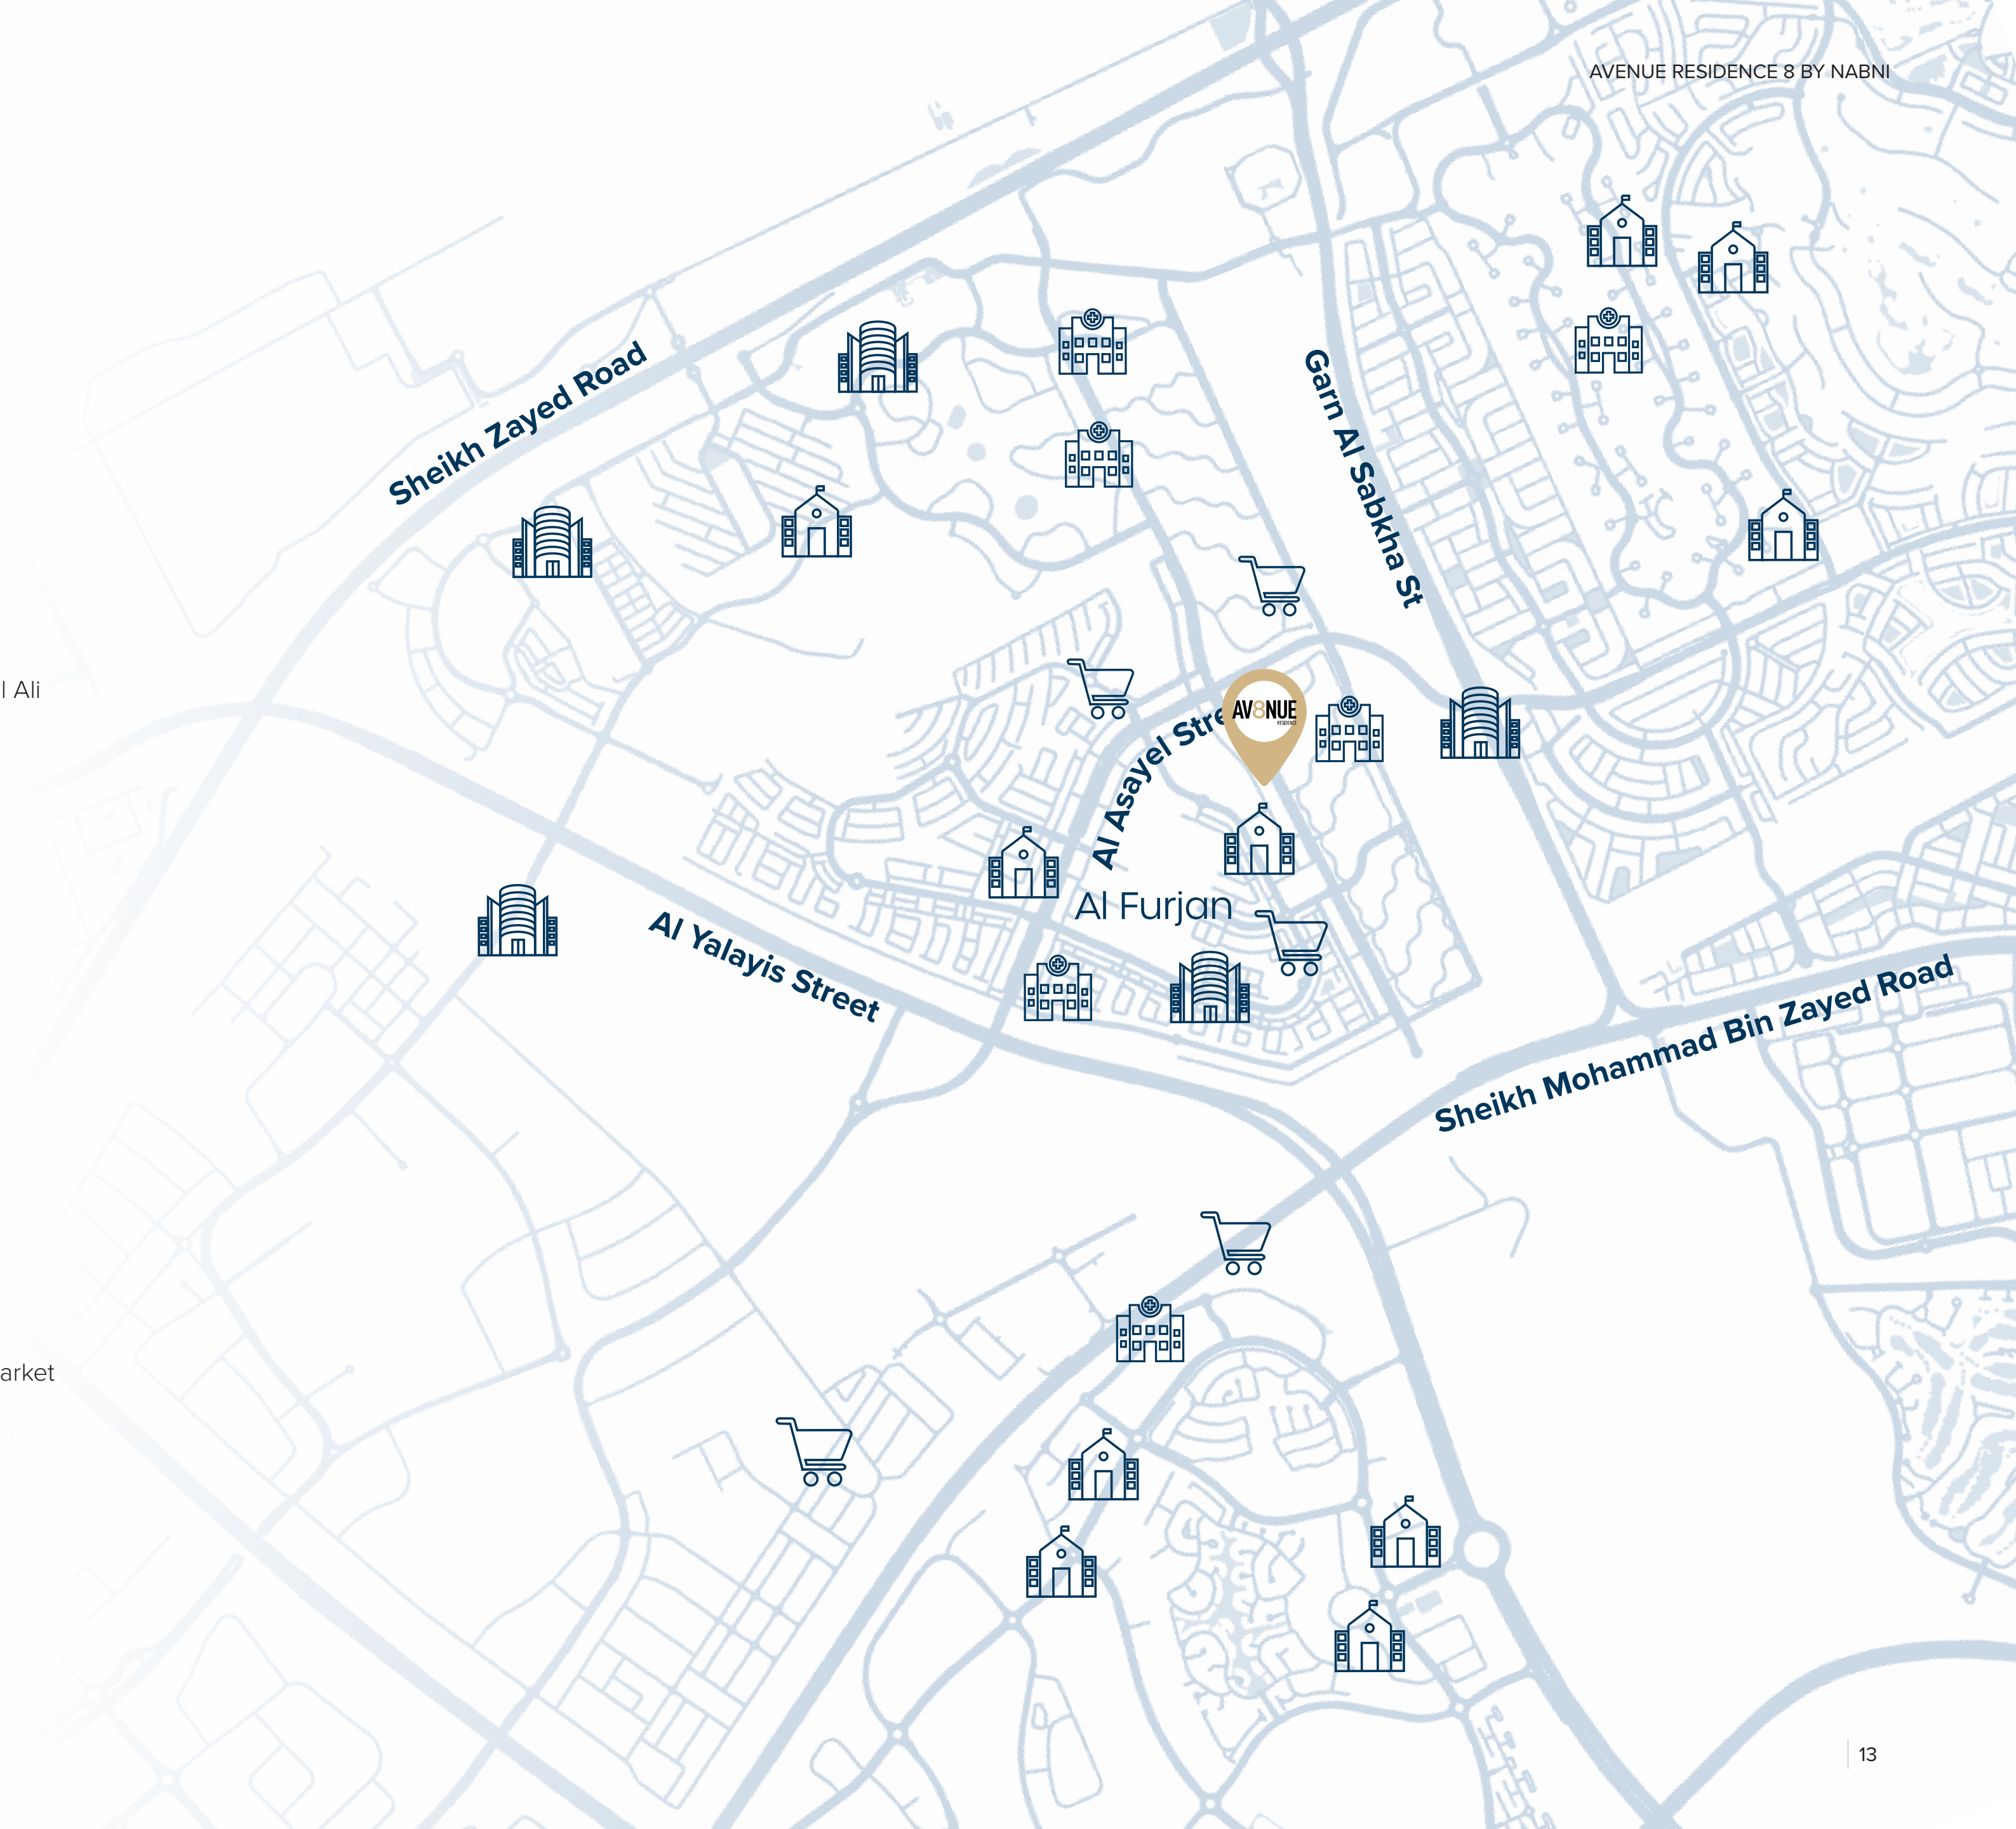 AVENUE RESIDENCE 8 BY NABNI
Sheikh Zayed Road
Garn Al Sabkha St
l Ali
AV8NUE
RESIDENCE
Al Asayel Stre
Al Furjan
Al Yalayis Street
Sheikh Mohammad Bin Zayed Road
arket
13